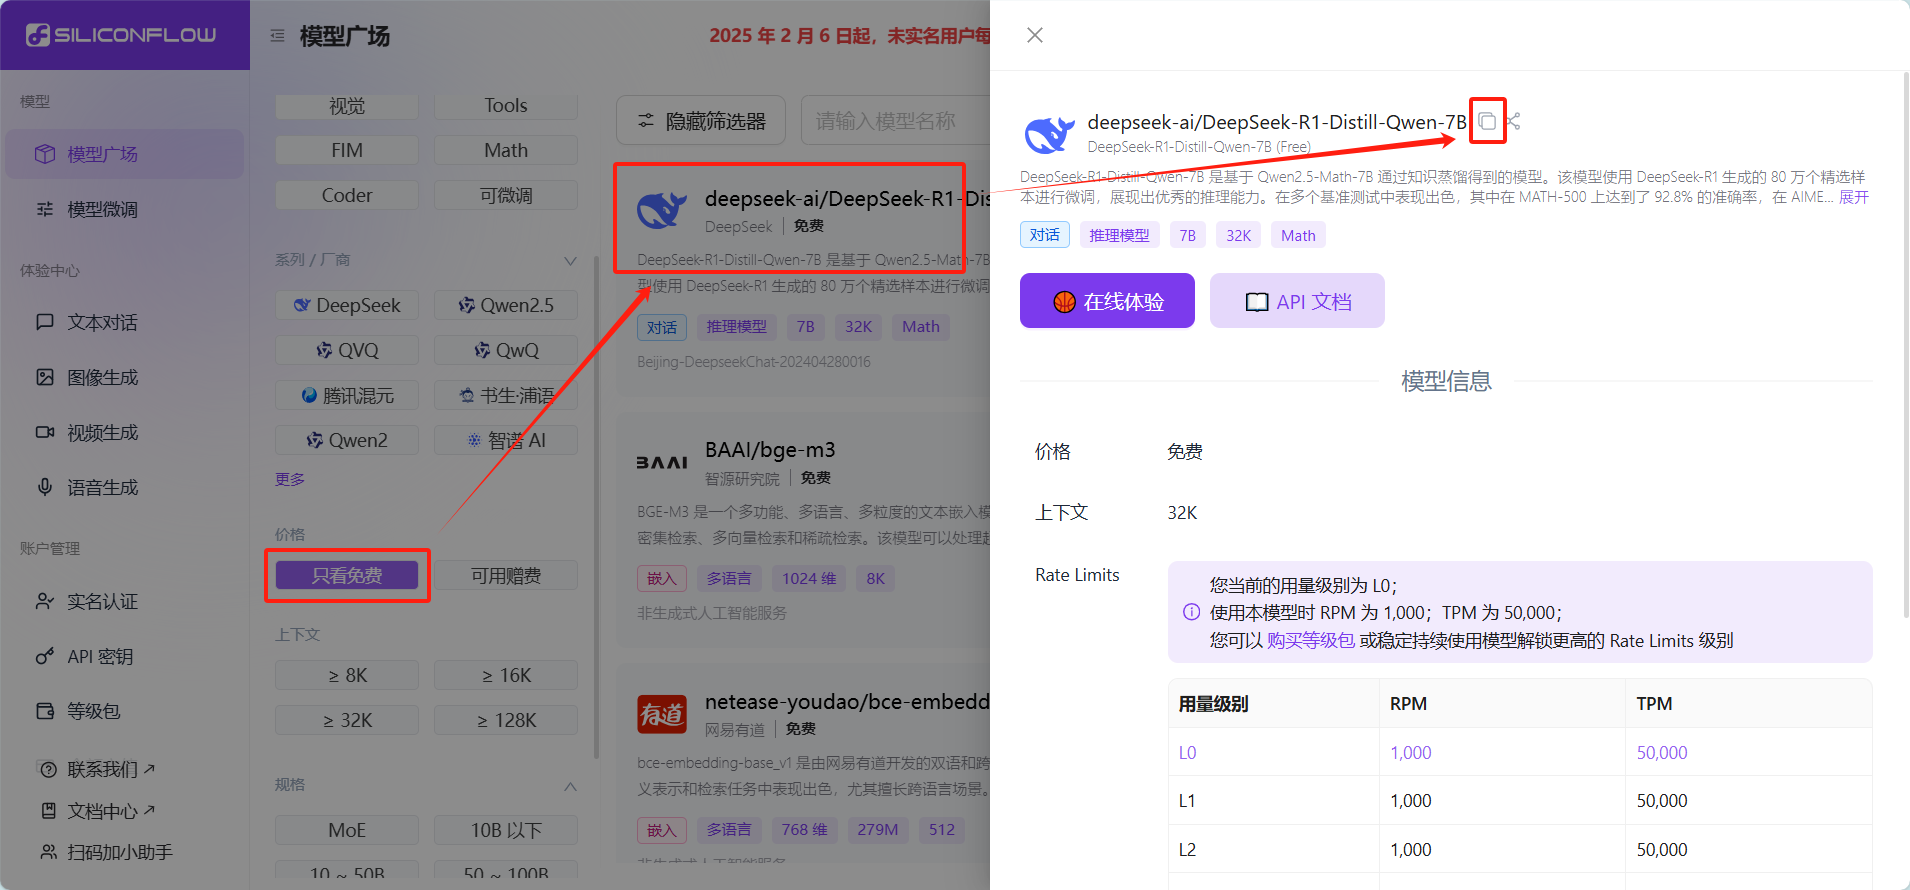 SILICONFLOW
模型
模型广场
模型微调
体验中心
文本对话
图像生成
视频生成
语音生成
账户管理
实名认证
API 密钥
等级包
联系我们
文档中心
扫码加小助手
模型广场
2025 年 2 月 6 日起，未实名用户每
视觉
Tools
FIM
Math
Coder
可微调
系列 / 厂商
DeepSeek
Qwen2.5
QVQ
QwQ
腾讯混元
书生·浦语
Qwen2
智谱 AI
更多
价格
只看免费
可用赠费
上下文
≥ 8K
≥ 16K
≥ 32K
≥ 128K
规格
MoE
10B 以下
10 ~ 50B
50 ~ 100B
隐藏筛选器
请输入模型名称
deepseek-ai/DeepSeek-R1-Dis
DeepSeek
免费
DeepSeek-R1-Distill-Qwen-7B 是基于 Qwen2.5-Math-7B
型使用 DeepSeek-R1 生成的 80 万个精选样本进行微调
对话
推理模型
7B
32K
Math
Beijing-DeepseekChat-202404280016
BAAI
BAAI/bge-m3
智源研究院
免费
BGE-M3 是一个多功能、多语言、多粒度的文本嵌入模
密集检索、多向量检索和稀疏检索。该模型可以处理超
嵌入
多语言
1024 维
8K
非生成式人工智能服务
有道
netease-youdao/bce-embedd
网易有道
免费
bce-embedding-base_v1 是由网易有道开发的双语和跨
义表示和检索任务中表现出色，尤其擅长跨语言场景。
嵌入
多语言
768 维
279M
512
非生成式人工智能服务
deepseek-ai/DeepSeek-R1-Distill-Qwen-7B
DeepSeek-R1-Distill-Qwen-7B (Free)
DeepSeek-R1-Distill-Qwen-7B 是基于 Qwen2.5-Math-7B 通过知识蒸馏得到的模型。该模型使用 DeepSeek-R1 生成的 80 万个精选样
本进行微调，展现出优秀的推理能力。在多个基准测试中表现出色，其中在 MATH-500 上达到了 92.8% 的准确率，在 AIME... 展开
对话
推理模型
7B
32K
Math
在线体验
API 文档
模型信息
价格
免费
上下文
32K
Rate Limits
您当前的用量级别为 L0；
使用本模型时 RPM 为 1,000；TPM 为 50,000；
您可以 购买等级包 或稳定持续使用模型解锁更高的 Rate Limits 级别
用量级别
RPM
TPM
L0
1,000
50,000
L1
1,000
50,000
L2
1,000
50,000